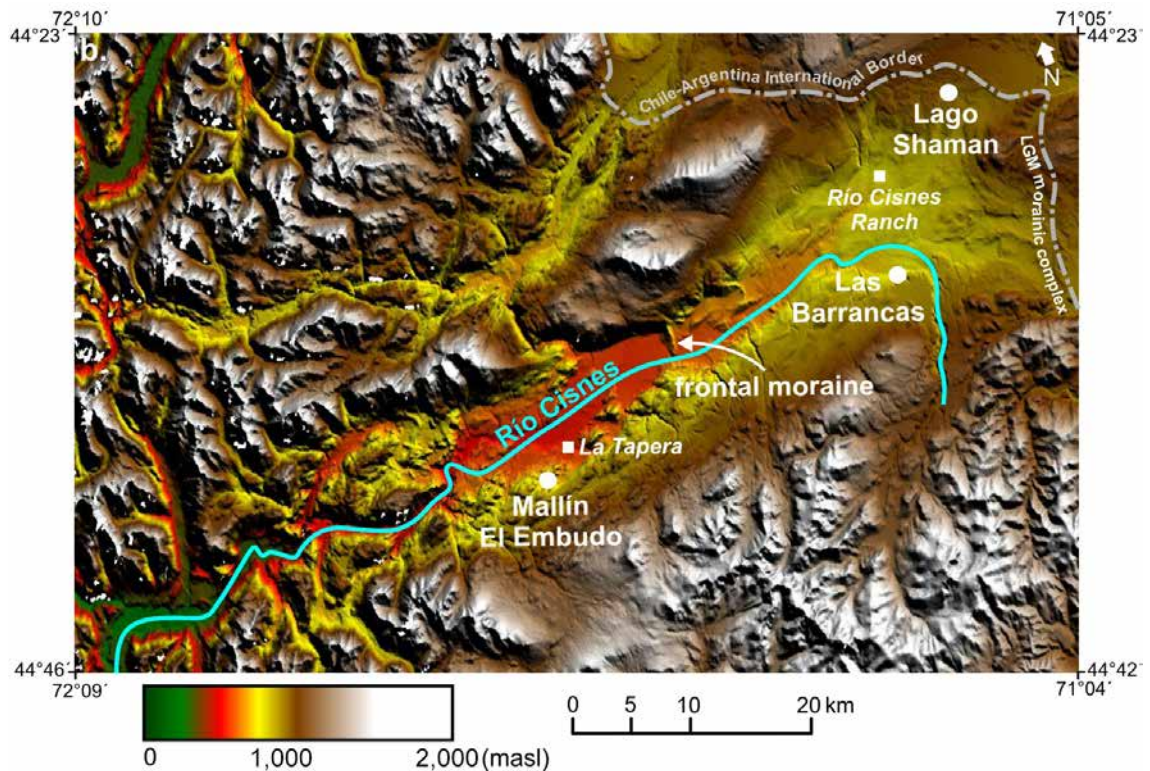 72°10´
71°05´
44°23´
44°23´
b.
N
Chile-Argentina International Border
Lago
Shaman
LGM morainic complex
Río Cisnes
Ranch
Las
Barrancas
frontal moraine
Río Cisnes
La Tapera
Mallín
El Embudo
44°46´
44°42´
72°09´
71°04´
0
1,000
2,000 (masl)
0 5 10 20 km